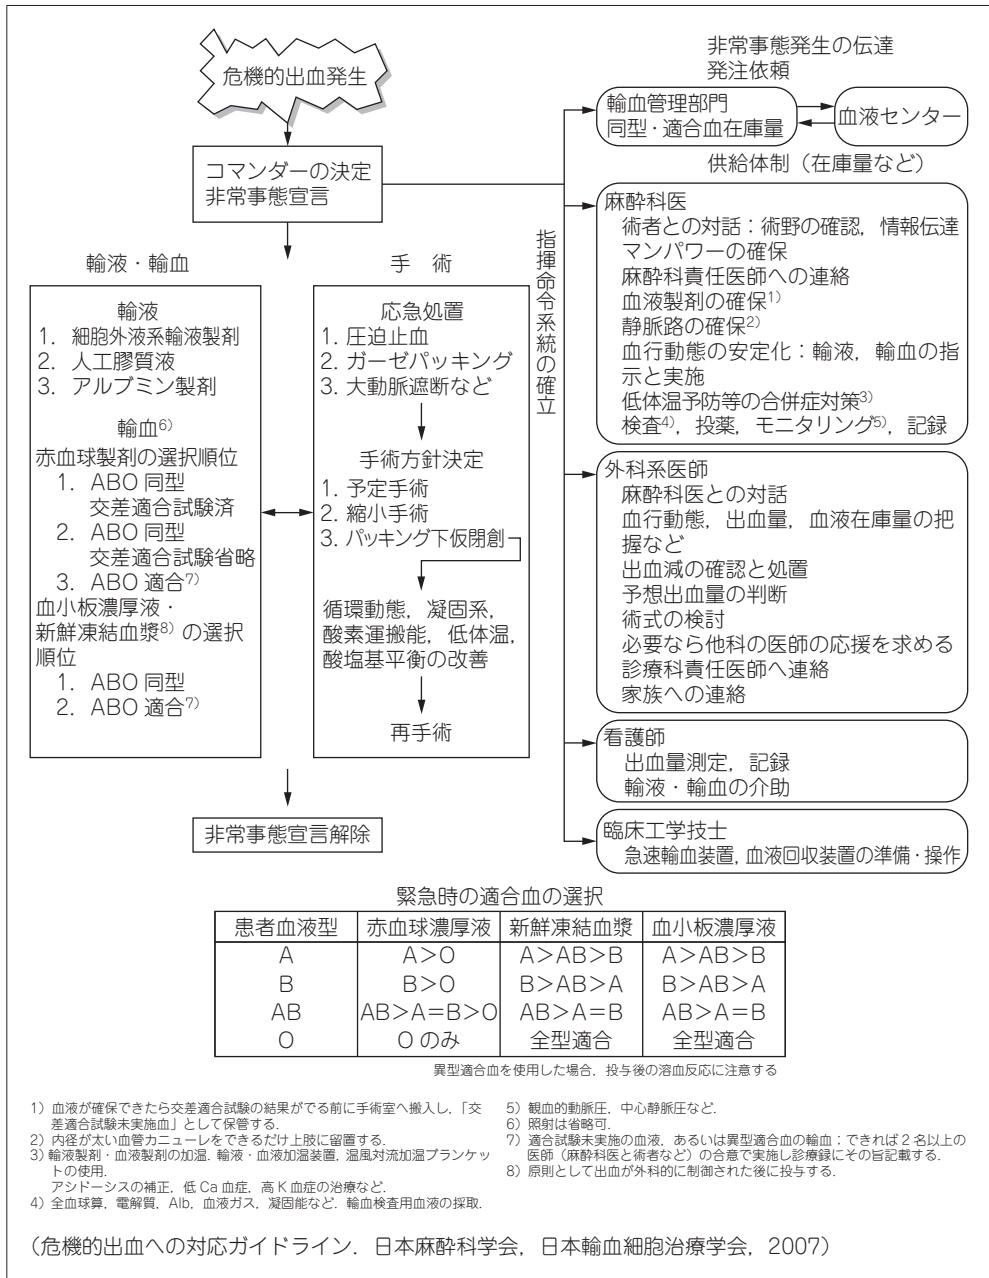 危機的出血発生
コマンダーの決定
非常事態宣言
輸液・輸血
輸液
1. 細胞外液系輸液製剤
2. 人工膠質液
3. アルブミン製剤
輸血6)
赤血球製剤の選択順位
1. ABO 同型
交差適合試験済
2. ABO 同型
交差適合試験省略
3. ABO 適合7)
血小板濃厚液・
新鮮凍結血漿8) の選択
順位
1. ABO 同型
2. ABO 適合7)
手 術
応急処置
1. 圧迫止血
2. ガーゼパッキング
3. 大動脈遮断など
手術方針決定
1. 予定手術
2. 縮小手術
3. パッキング下仮閉創
循環動態,凝固系,
酸素運搬能,低体温,
酸塩基平衡の改善
再手術
非常事態宣言解除
指揮命令系統の確立
非常事態発生の伝達
発注依頼
輸血管理部門
同型・適合血在庫量
血液センター
供給体制(在庫量など)
麻酔科医
術者との対話:術野の確認,情報伝達
マンパワーの確保
麻酔科責任医師への連絡
血液製剤の確保1)
静脈路の確保2)
血行動態の安定化:輸液,輸血の指
示と実施
低体温予防等の合併症対策3)
検査4),投薬,モニタリング5),記録
外科系医師
麻酔科医との対話
血行動態,出血量,血液在庫量の把
握など
出血減の確認と処置
予想出血量の判断
術式の検討
必要なら他科の医師の応援を求める
診療科責任医師へ連絡
家族への連絡
看護師
出血量測定,記録
輸液・輸血の介助
臨床工学技士
急速輸血装置,血液回収装置の準備・操作
緊急時の適合血の選択
患者血液型 赤血球濃厚液 新鮮凍結血漿 血小板濃厚液
A A>O A>AB>B A>AB>B
B B>O B>AB>A B>AB>A
AB AB>A=B>O AB>A=B AB>A=B
O Oのみ 全型適合 全型適合
異型適合血を使用した場合,投与後の溶血反応に注意する
1) 血液が確保できたら交差適合試験の結果がでる前に手術室へ搬入し,「交
差適合試験未実施血」として保管する.
2) 内径が太い血管カニューレをできるだけ上肢に留置する.
3) 輸液製剤・血液製剤の加温.輸液・血液加温装置,温風対流加温ブランケッ
トの使用.
アシドーシスの補正,低 Ca 血症,高 K 血症の治療など.
4) 全血球算,電解質,Alb,血液ガス,凝固能など.輸血検査用血液の採取.
5) 観血的動脈圧,中心静脈圧など.
6) 照射は省略可.
7) 適合試験未実施の血液,あるいは異型適合血の輸血:できれば 2 名以上の
医師(麻酔科医と術者など)の合意で実施し診療録にその旨記載する.
8) 原則として出血が外科的に制御された後に投与する.
(危機的出血への対応ガイドライン.日本麻酔科学会,日本輸血細胞治療学会,2007)